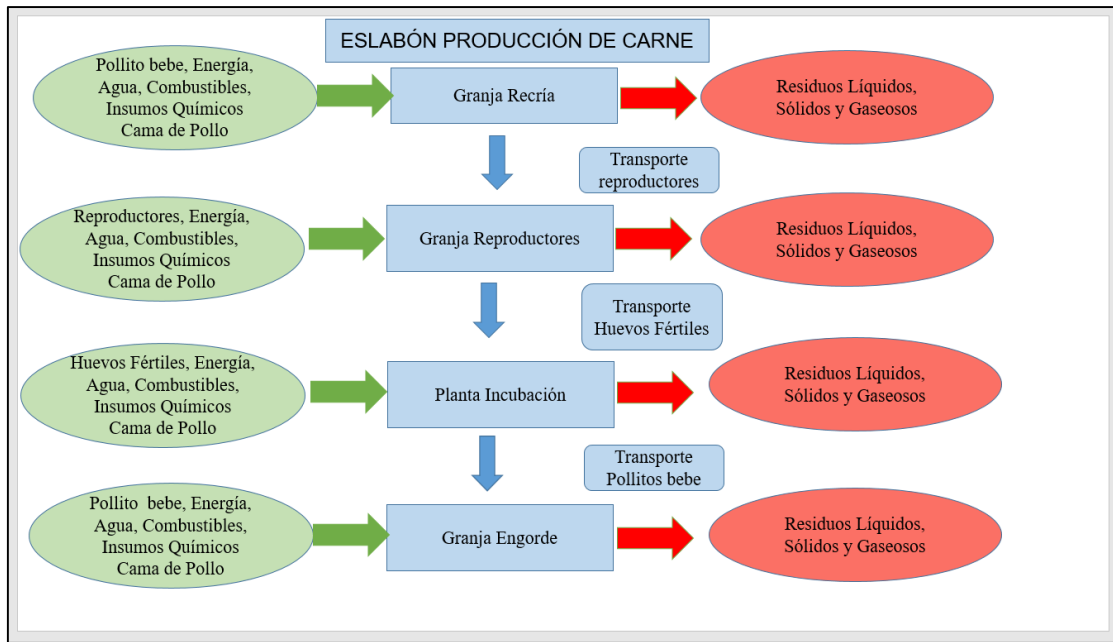 ESLABÓN PRODUCCIÓN DE CARNE
Pollito bebe, Energía,
Agua, Combustibles,
Insumos Químicos
Cama de Pollo
Granja Recría
Residuos Líquidos,
Sólidos y Gaseosos
Transporte
reproductores
Reproductores, Energía,
Agua, Combustibles,
Insumos Químicos
Cama de Pollo
Granja Reproductores
Residuos Líquidos,
Sólidos y Gaseosos
Transporte
Huevos Fértiles
Huevos Fértiles, Energía,
Agua, Combustibles,
Insumos Químicos
Cama de Pollo
Planta Incubación
Residuos Líquidos,
Sólidos y Gaseosos
Transporte
Pollitos bebe
Pollito bebe, Energía,
Agua, Combustibles,
Insumos Químicos
Cama de Pollo
Granja Engorde
Residuos Líquidos,
Sólidos y Gaseosos